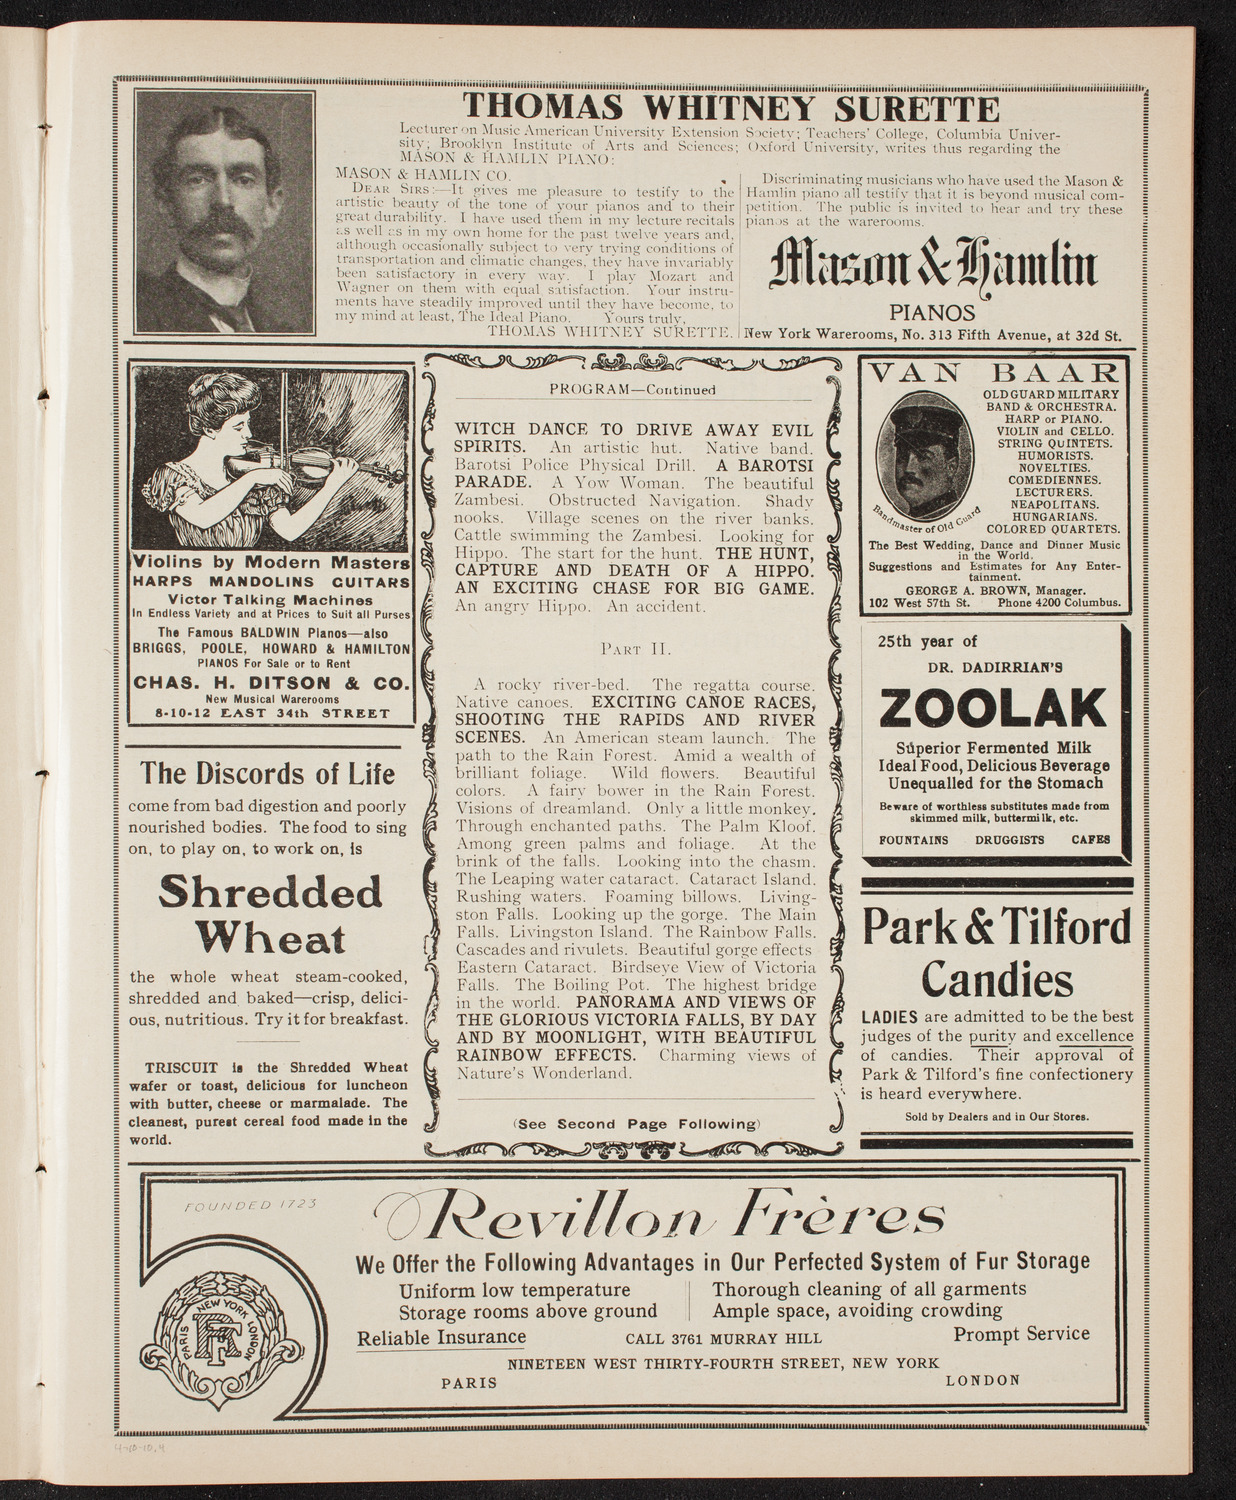 THOMAS WHITNEY SURETTE
Lecturer on Music American University Extension Society; Teachers' College, Columbia Univer-
sity; Brooklyn Institute of Arts and Sciences; Oxford University, writes thus regarding the
MASON & HAMLIN PIANO:
MASON & HAMLIN CO.
DEAR SIRS:—It gives me pleasure to testify to the
artistic beauty of the tone of your pianos and to their
great durability. I have used them in my lecture recitals
as well as in my own home for the past twelve years and,
although occasionally subject to very trying conditions of
transportation and climatic changes, they have invariably
been satisfactory in every way. I play Mozart and
Wagner on them with equal satisfaction. Your instru-
ments have steadily improved until they have become, to
my mind at least, The Ideal Piano. Yours truly,
THOMAS WHITNEY SURETTE.
Discriminating musicians who have used the Mason &
Hamlin piano all testify that it is beyond musical com-
petition. The public is invited to hear and try these
pianos at the warerooms.
Mason & Hamlin
PIANOS
New York Warerooms, No. 313 Fifth Avenue, at 32d St.
Violins by Modern Masters
HARPS MANDOLINS GUITARS
Victor Talking Machines
In Endless Variety and at Prices to Suit all Purses
The Famous BALDWIN Pianos—also
BRIGGS, POOLE, HOWARD & HAMILTON
PIANOS For Sale or to Rent
CHAS. H. DITSON & CO.
New Musical Warerooms
8-10-12 EAST 34th STREET
The Discords of Life
come from bad digestion and poorly
nourished bodies. The food to sing
on, to play on, to work on, is
Shredded
Wheat
the whole wheat steam-cooked,
shredded and baked—crisp, delici-
ous, nutritious. Try it for breakfast.
TRISCUIT is the Shredded Wheat
wafer or toast, delicious for luncheon
with butter, cheese or marmalade. The
cleanest, purest cereal food made in the
world.
PROGRAM—Continued
WITCH DANCE TO DRIVE AWAY EVIL
SPIRITS. An artistic hut. Native band.
Barotsi Police Physical Drill. A BAROTSI
PARADE. A Yow Woman. The beautiful
Zambesi. Obstructed Navigation. Shady
nooks. Village scenes on the river banks.
Cattle swimming the Zambesi. Looking for
Hippo. The start for the hunt. THE HUNT,
CAPTURE AND DEATH OF A HIPPO.
AN EXCITING CHASE FOR BIG GAME.
An angry Hippo. An accident.
PART II.
A rocky river-bed. The regatta course.
Native canoes. EXCITING CANOE RACES,
SHOOTING THE RAPIDS AND RIVER
SCENES. An American steam launch. The
path to the Rain Forest. Amid a wealth of
brilliant foliage. Wild flowers. Beautiful
colors. A fairy bower in the Rain Forest.
Visions of dreamland. Only a little monkey.
Through enchanted paths. The Palm Kloof.
Among green palms and foliage. At the
brink of the falls. Looking into the chasm.
The Leaping water cataract. Cataract Island.
Rushing waters. Foaming billows. Living-
ston Falls. Looking up the gorge. The Main
Falls. Livingston Island. The Rainbow Falls.
Cascades and rivulets. Beautiful gorge effects
Eastern Cataract. Birdseye View of Victoria
Falls. The Boiling Pot. The highest bridge
in the world. PANORAMA AND VIEWS OF
THE GLORIOUS VICTORIA FALLS, BY DAY
AND BY MOONLIGHT, WITH BEAUTIFUL
RAINBOW EFFECTS. Charming views of
Nature's Wonderland.
(See Second Page Following)
VAN BAAR
OLD GUARD MILITARY
BAND & ORCHESTRA.
HARP or PIANO.
VIOLIN and CELLO.
STRING QUINTETS.
HUMORISTS.
NOVELTIES.
COMEDIENNES.
LECTURERS.
NEAPOLITANS.
HUNGARIANS.
COLORED QUARTETS.
Bandmaster of Old Guard
The Best Wedding, Dance and Dinner Music
in the World.
Suggestions and Estimates for Any Enter-
tainment.
GEORGE A. BROWN, Manager.
102 West 57th St. Phone 4200 Columbus.
25th year of
DR. DADIRRIAN'S
ZOOLAK
Superior Fermented Milk
Ideal Food, Delicious Beverage
Unequalled for the Stomach
Beware of worthless substitutes made from
skimmed milk, buttermilk, etc.
FOUNTAINS DRUGGISTS CAFES
Park & Tilford
Candies
LADIES are admitted to be the best
judges of the purity and excellence
of candies. Their approval of
Park & Tilford's fine confectionery
is heard everywhere.
Sold by Dealers and in Our Stores.
FOUNDED 1723
Revillon Frères
We Offer the Following Advantages in Our Perfected System of Fur Storage
Uniform low temperature
Storage rooms above ground
Thorough cleaning of all garments
Ample space, avoiding crowding
Reliable Insurance CALL 3761 MURRAY HILL Prompt Service
NINETEEN WEST THIRTY-FOURTH STREET, NEW YORK
PARIS LONDON
PARIS NEW YORK LONDON
RF
4-10-10,4